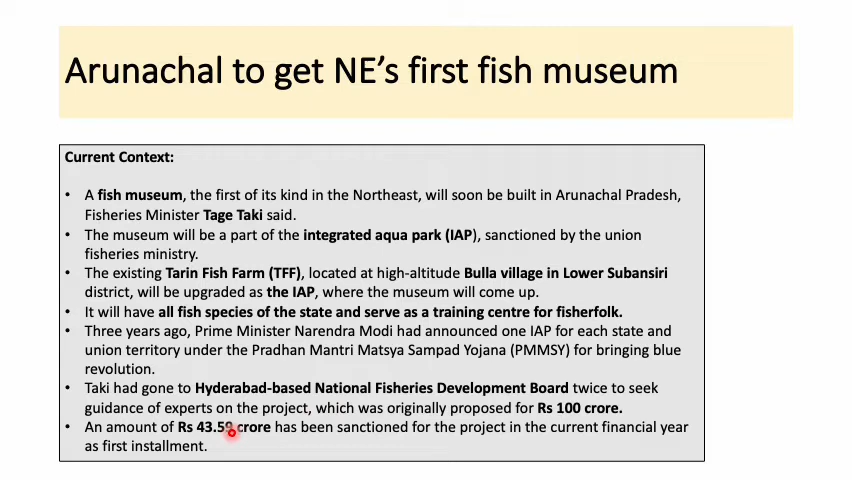 Arunachal to get NE's first fish museum
Current Context:
• A fish museum, the first of its kind in the Northeast, will soon be built in Arunachal Pradesh,
Fisheries Minister Tage Taki said.
• The museum will be a part of the integrated aqua park (IAP), sanctioned by the union
fisheries ministry.
• The existing Tarin Fish Farm (TFF), located at high-altitude Bulla village in Lower Subansiri
district, will be upgraded as the IAP, where the museum will come up.
• It will have all fish species of the state and serve as a training centre for fisherfolk.
• Three years ago, Prime Minister Narendra Modi had announced one IAP for each state and
union territory under the Pradhan Mantri Matsya Sampad Yojana (PMMSY) for bringing blue
revolution.
• Taki had gone to Hyderabad-based National Fisheries Development Board twice to seek
guidance of experts on the project, which was originally proposed for Rs 100 crore.
• An amount of Rs 43.59 crore has been sanctioned for the project in the current financial year
as first installment.